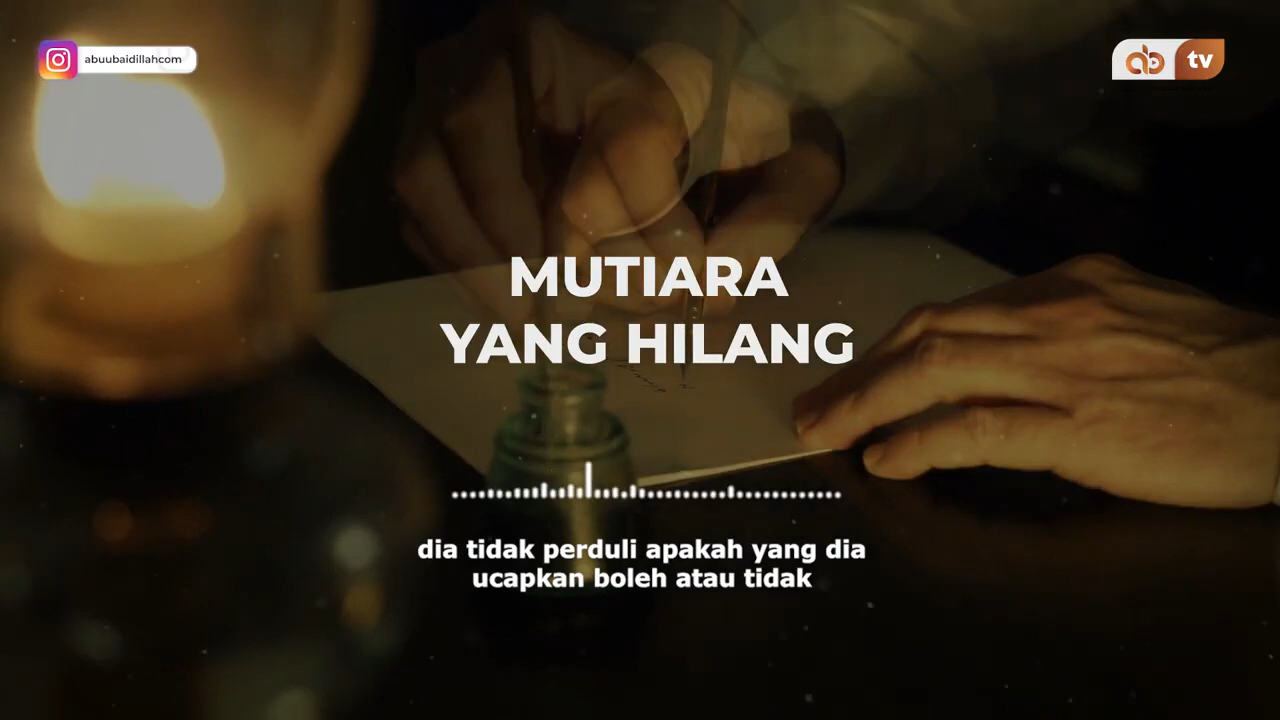 abuubaidillahcom
ab tv
MUTIARA
YANG HILANG
dia tidak perduli apakah yang dia
ucapkan boleh atau tidak